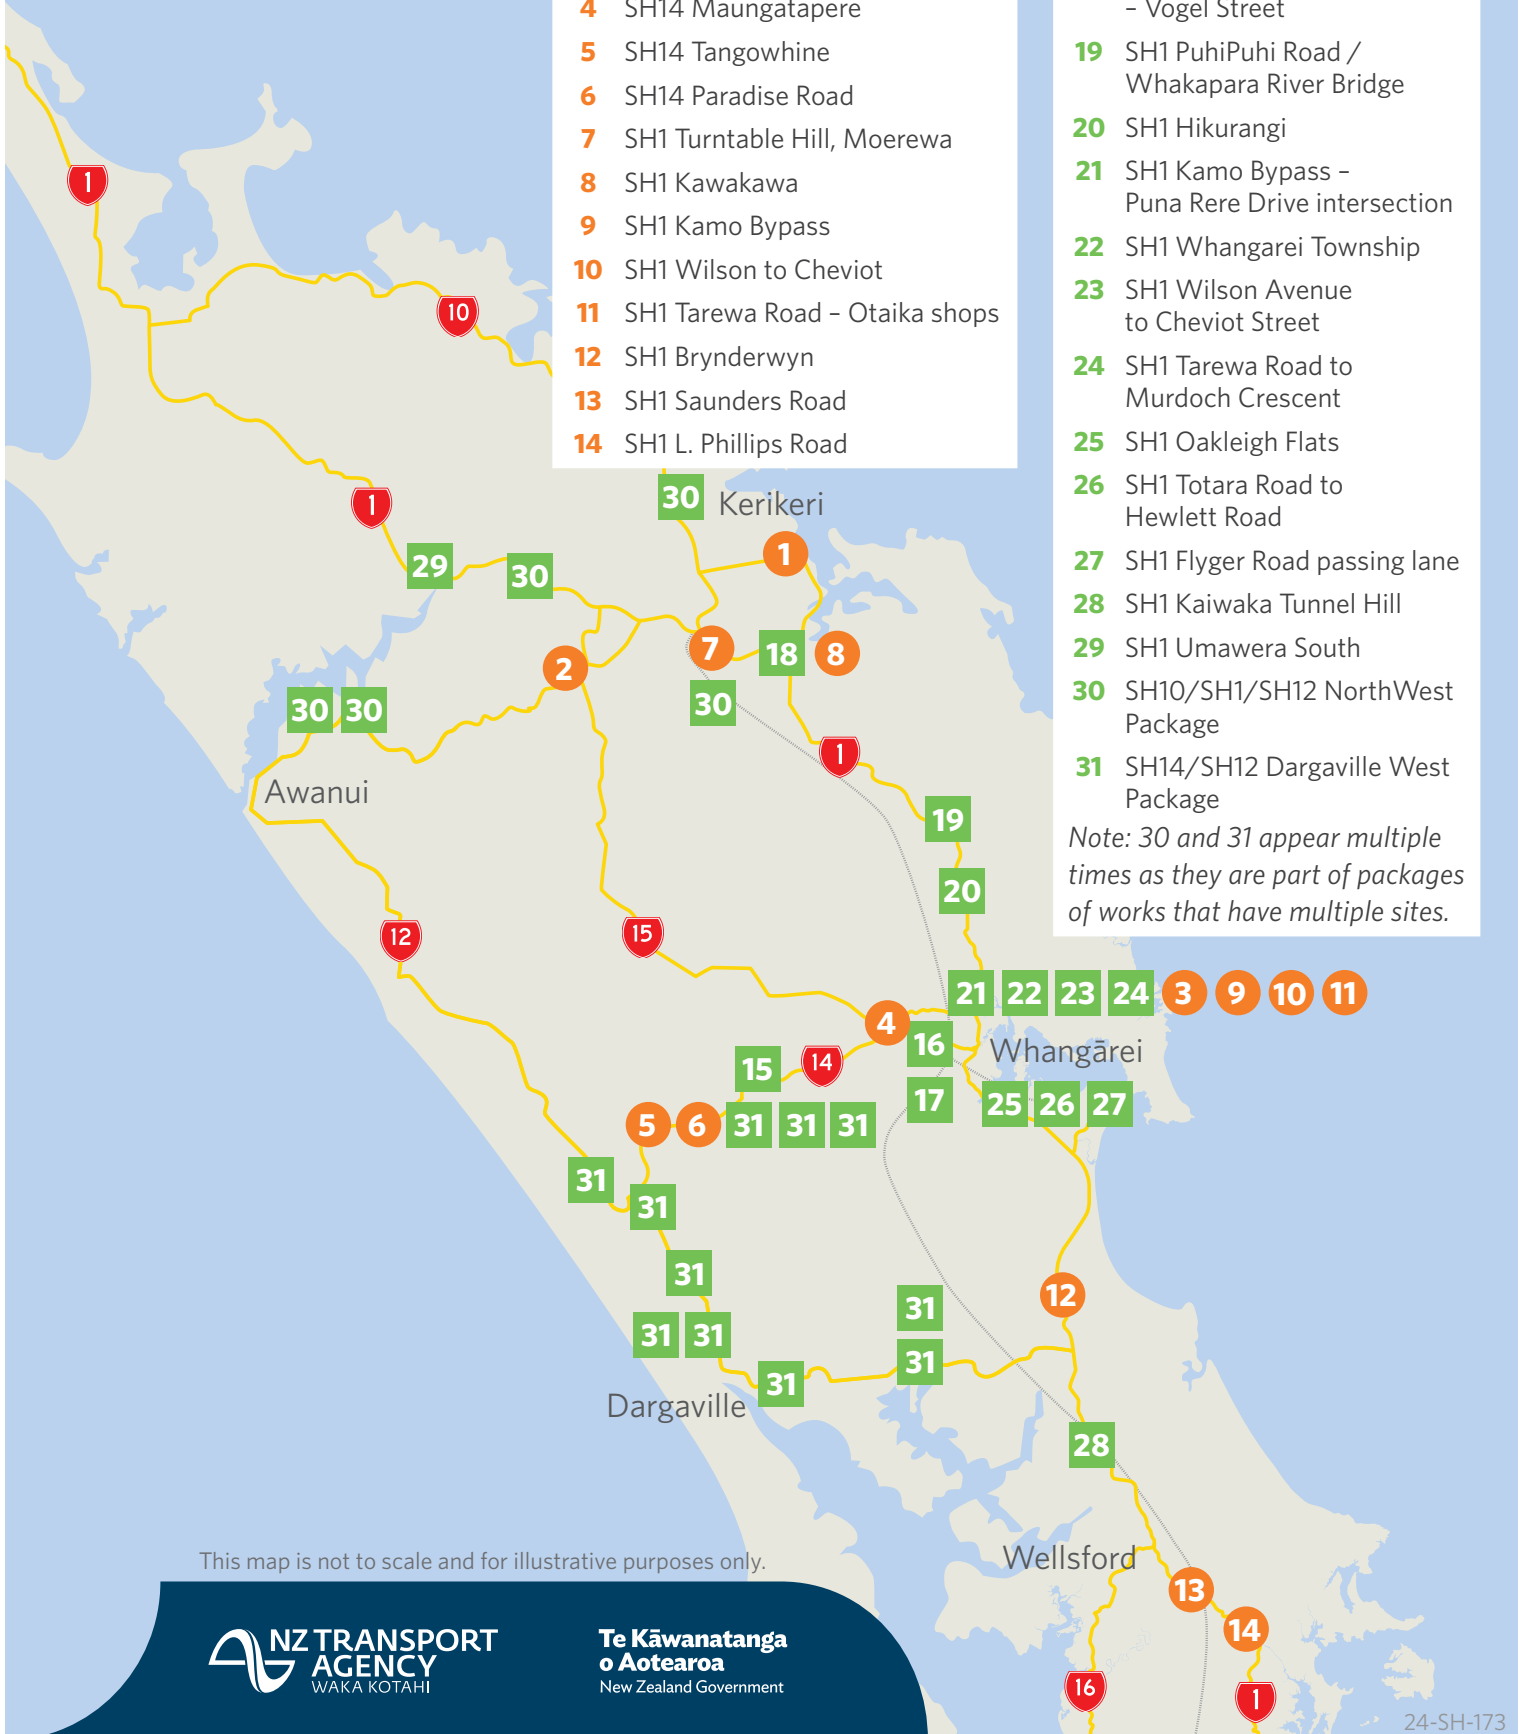 4 SH14 Maungatapere
5 SH14 Tangowhine
6 SH14 Paradise Road
7 SH1 Turntable Hill, Moerewa
8 SH1 Kawakawa
9 SH1 Kamo Bypass
10 SH1 Wilson to Cheviot
11 SH1 Tarewa Road – Otaika shops
12 SH1 Brynderwyn
13 SH1 Saunders Road
14 SH1 L. Phillips Road
– Vogel Street
19 SH1 PuhiPuhi Road /
Whakapara River Bridge
20 SH1 Hikurangi
21 SH1 Kamo Bypass –
Puna Rere Drive intersection
22 SH1 Whangarei Township
23 SH1 Wilson Avenue
to Cheviot Street
24 SH1 Tarewa Road to
Murdoch Crescent
25 SH1 Oakleigh Flats
26 SH1 Totara Road to
Hewlett Road
27 SH1 Flyger Road passing lane
28 SH1 Kaiwaka Tunnel Hill
29 SH1 Umawera South
30 SH10/SH1/SH12 NorthWest
Package
31 SH14/SH12 Dargaville West
Package
Note: 30 and 31 appear multiple
times as they are part of packages
of works that have multiple sites.
1
10
1
30 Kerikeri
1
29
30
7
18 8
2
30
30 30
1
Awanui
19
20
12
15
21 22 23 24 3 9 10 11
4
16
Whangārei
15
14
17
25 26 27
5 6 31 31 31
31
31
31
12
31
31 31
31
31
Dargaville
28
Wellsford
13
14
16
1
This map is not to scale and for illustrative purposes only.
NZ TRANSPORT
AGENCY
WAKA KOTAHI
Te Kāwanatanga
o Aotearoa
New Zealand Government
24-SH-173